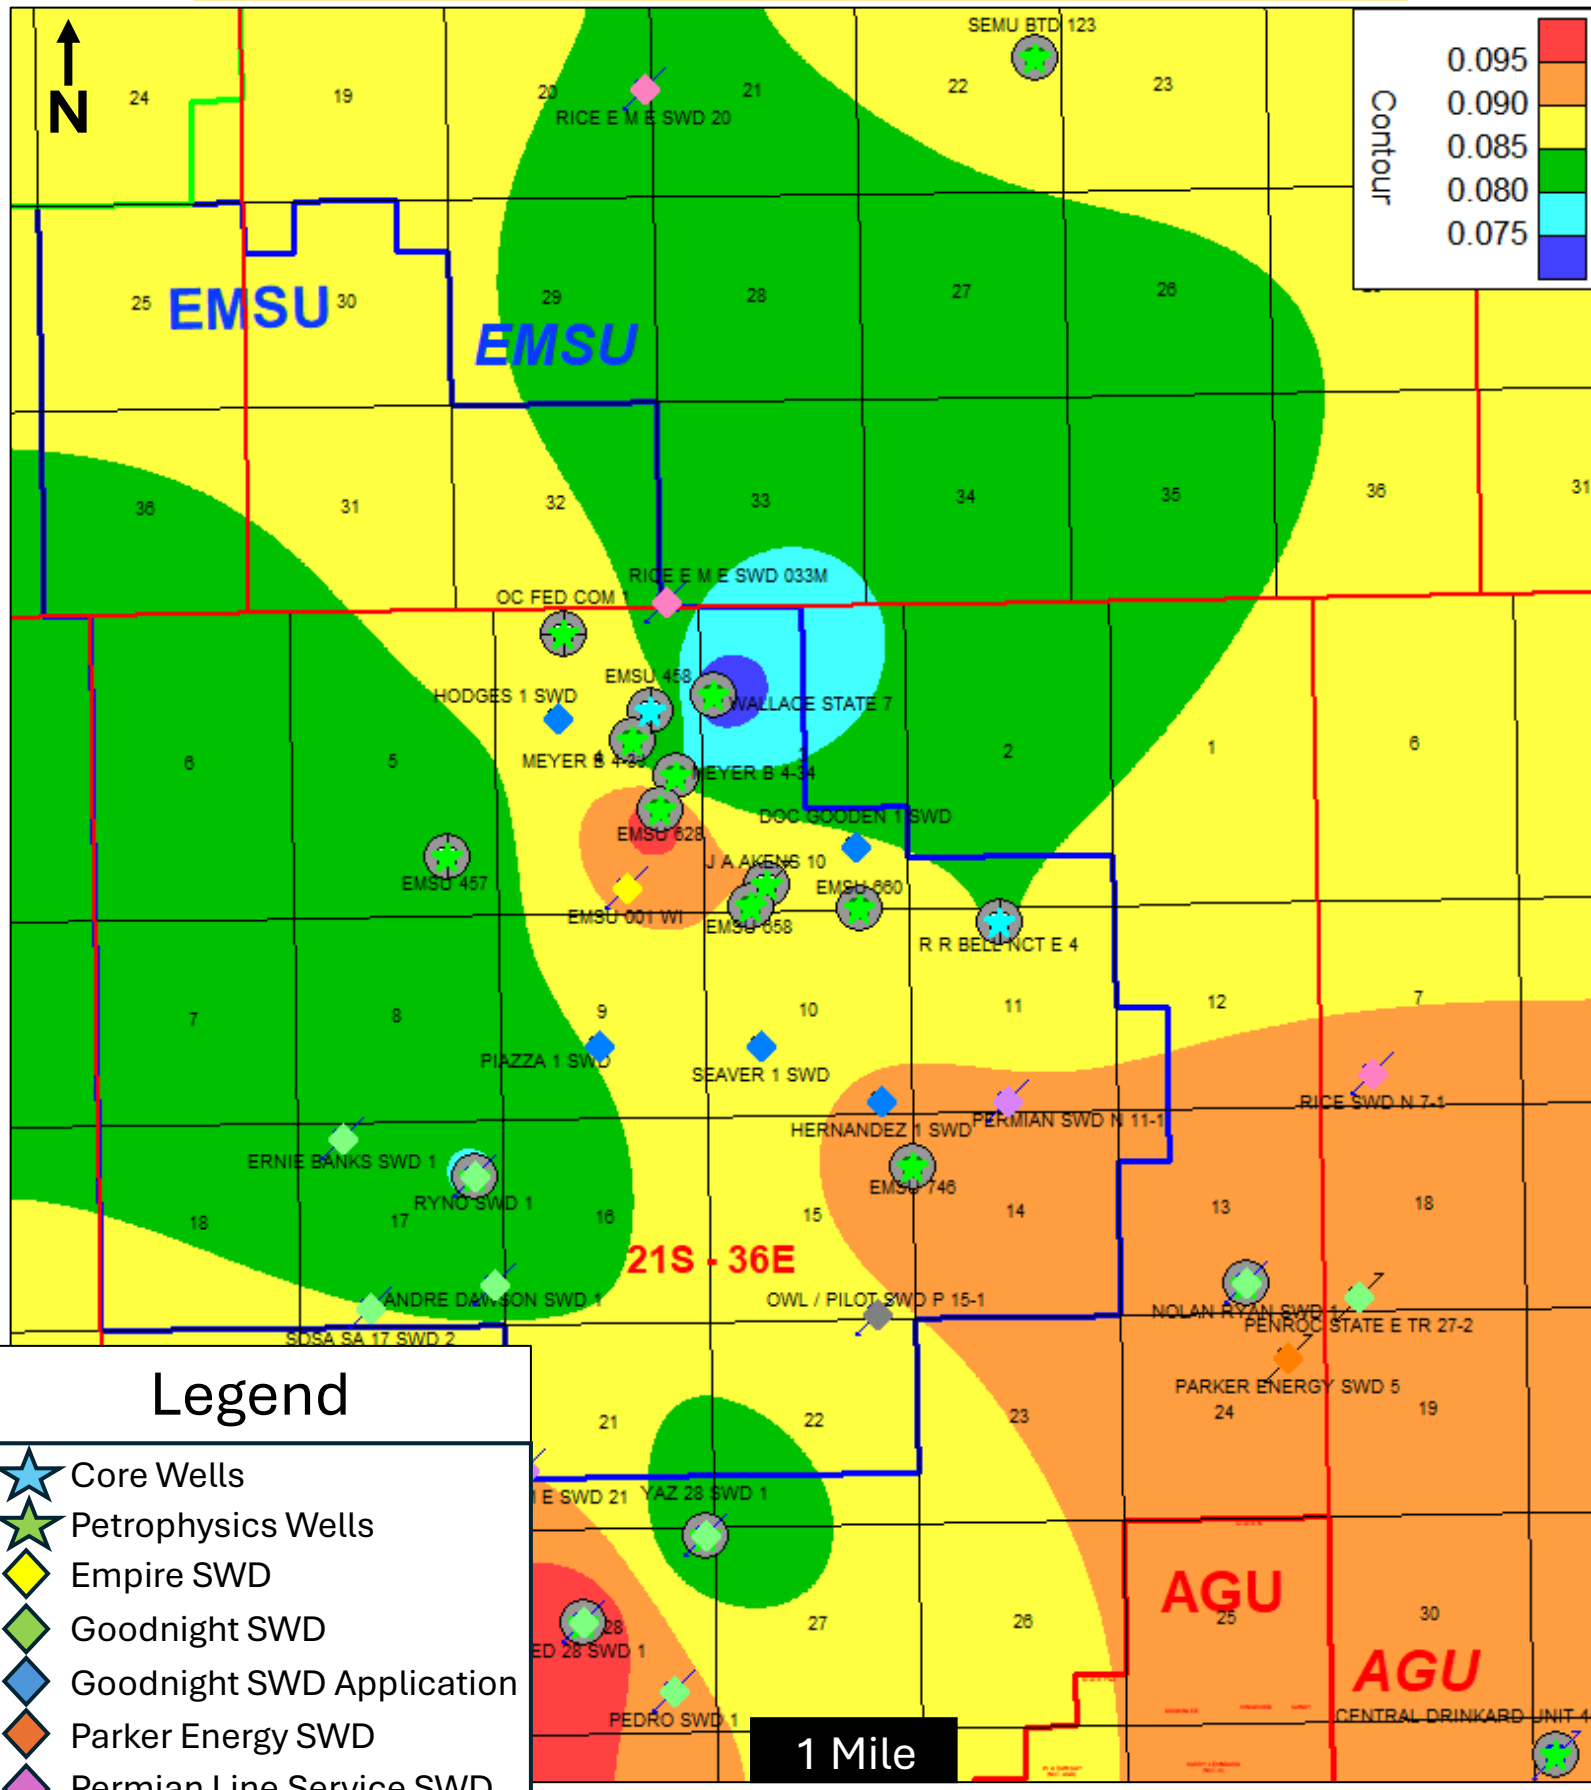 N
SEMU BTD 123
24
19
20
21
22
23
RICE E M E SWD 20
Contour
0.095
0.090
0.085
0.080
0.075
25
EMSU
30
29
28
27
26
EMSU
36
31
32
33
34
35
36
31
RICE E M E SWD 033M
OC FED COM 1
EMSU 458
HODGES 1 SWD
WALLACE STATE 7
6
5
4
2
1
6
MEYER B 4-34
DOC GOODEN 1 SWD
EMSU 628
J A AKENS 10
EMSU 457
EMSU 660
EMSU 001 WI
EMSU 658
R R BELL NCT E 4
7
8
9
10
11
12
7
PIAZZA 1 SWD
SEAVER 1 SWD
RICE SWD N 7-1
HERNANDEZ 1 SWD
PERMIAN SWD N 11-1
ERNIE BANKS SWD 1
RYNO SWD 1
EMSU 746
18
17
16
15
14
13
18
21S - 36E
ANDRE DAWSON SWD 1
OWL / PILOT SWD P 15-1
NOLAN RYAN SWD 1
PENROC STATE E TR 27-2
SOSA SA 17 SWD 2
PARKER ENERGY SWD 5
21
22
23
24
19
E SWD 21
YAZ 28 SWD 1
AGU
28
27
26
25
30
ED 28 SWD 1
AGU
PEDRO SWD 1
CENTRAL DRINKARD UNIT 4
1 Mile
Legend
Core Wells
Petrophysics Wells
Empire SWD
Goodnight SWD
Goodnight SWD Application
Parker Energy SWD
Permian Line Service SWD